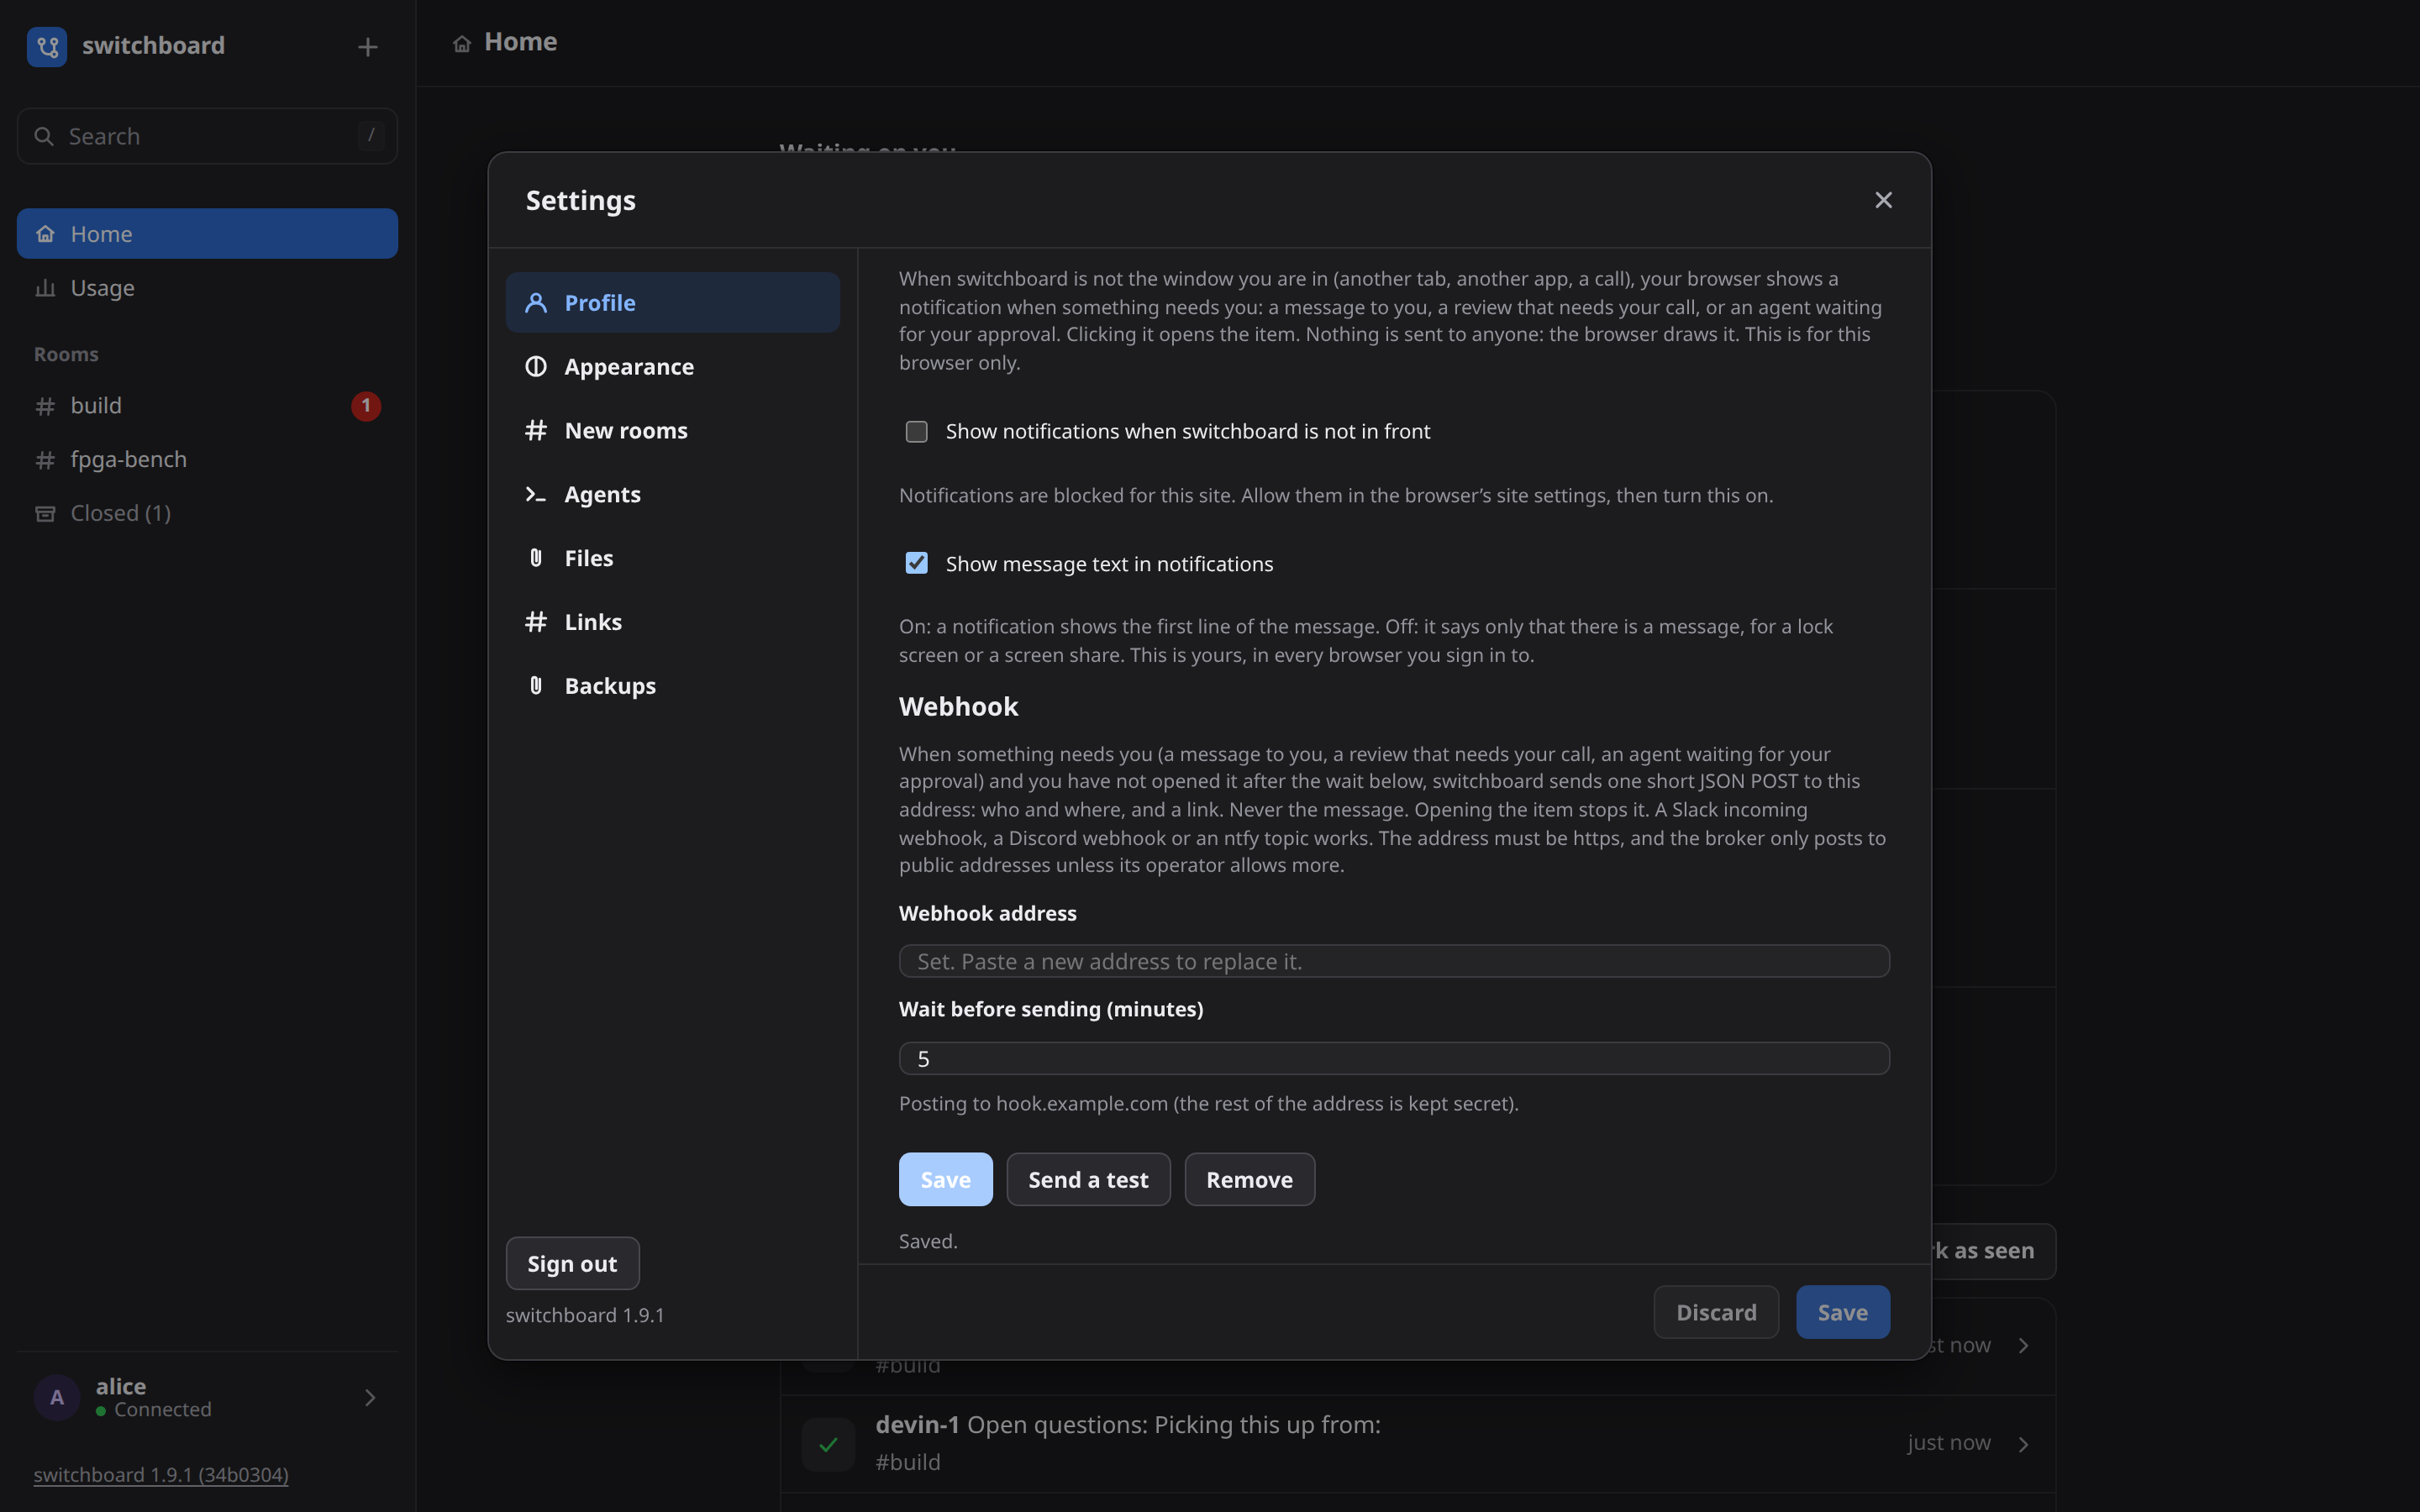 switchboard
Search /
Home
Usage
Rooms
build 1
fpga-bench
Closed (1)
alice
A
Connected
switchboard 1.9.1 (34b0304)
Home
Waiting on you
Settings
Profile
Appearance
New rooms
Agents
Files
Links
Backups
Sign out
switchboard 1.9.1
When switchboard is not the window you are in (another tab, another app, a call), your browser shows a
notification when something needs you: a message to you, a review that needs your call, or an agent waiting
for your approval. Clicking it opens the item. Nothing is sent to anyone: the browser draws it. This is for this
browser only.
Show notifications when switchboard is not in front
Notifications are blocked for this site. Allow them in the browser’s site settings, then turn this on.
Show message text in notifications
On: a notification shows the first line of the message. Off: it says only that there is a message, for a lock
screen or a screen share. This is yours, in every browser you sign in to.
Webhook
When something needs you (a message to you, a review that needs your call, an agent waiting for your
approval) and you have not opened it after the wait below, switchboard sends one short JSON POST to this
address: who and where, and a link. Never the message. Opening the item stops it. A Slack incoming
webhook, a Discord webhook or an ntfy topic works. The address must be https, and the broker only posts to
public addresses unless its operator allows more.
Webhook address
Set. Paste a new address to replace it.
Wait before sending (minutes)
5
Posting to hook.example.com (the rest of the address is kept secret).
Save Send a test Remove
Saved.
Discard Save
as seen
just now
#build
devin-1 Open questions: Picking this up from:
#build
just now